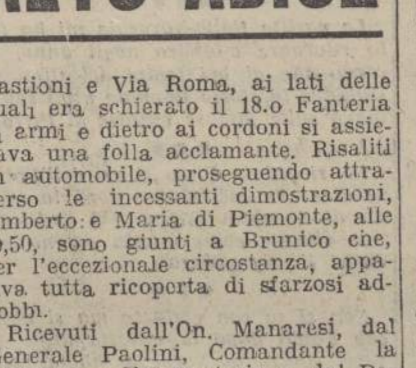 ETO ADIGE
astioni e Via Roma, ai lati delle
uali era schierato il 18.o Fanteria
armi e dietro ai cordoni si assie-
ava una folla acclamante. Risaliti
n automobile, proseguendo attra-
erso le incessanti dimostrazioni,
mberto: e Maria di Piemonte, alle
,50, sono giunti a Brunico che,
er l'eccezionale circostanza, appa-
va tutta ricoperta di sfarzosi ad-
obbi.
Ricevuti dall'On. Manaresi, dal
enerale Paolini, Comandante la